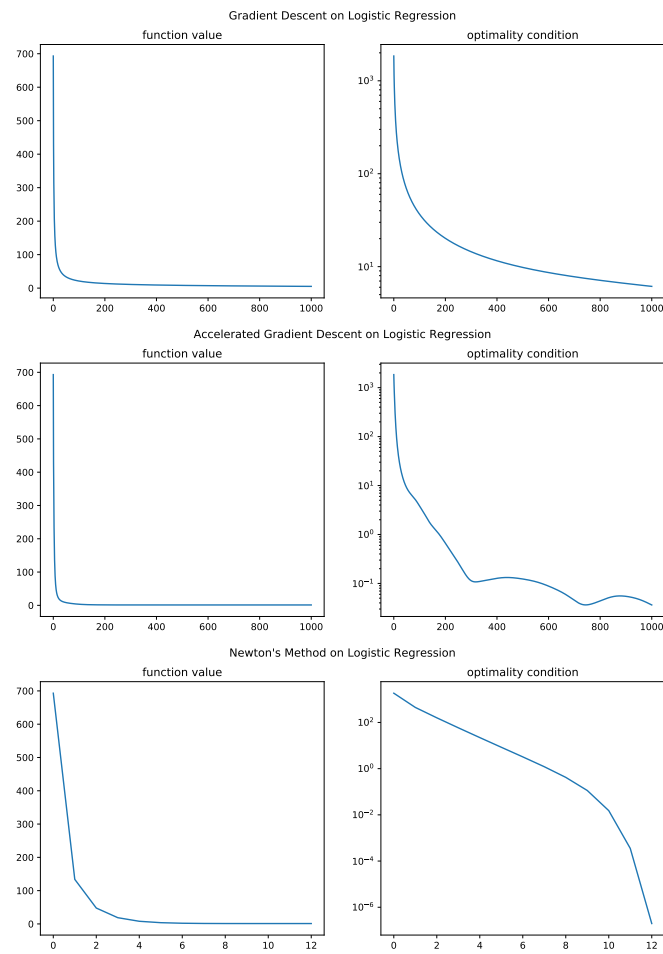 Gradient Descent on Logistic Regression
function value
optimality condition
700
600
500
400
300
200
100
0
0 200 400 600 800 1000
10³
10²
10¹
0 200 400 600 800 1000
Accelerated Gradient Descent on Logistic Regression
function value
optimality condition
700
600
500
400
300
200
100
0
0 200 400 600 800 1000
10³
10²
10¹
10⁰
10⁻¹
0 200 400 600 800 1000
Newton's Method on Logistic Regression
function value
optimality condition
700
600
500
400
300
200
100
0
0 2 4 6 8 10 12
10²
10⁰
10⁻²
10⁻⁴
10⁻⁶
0 2 4 6 8 10 12